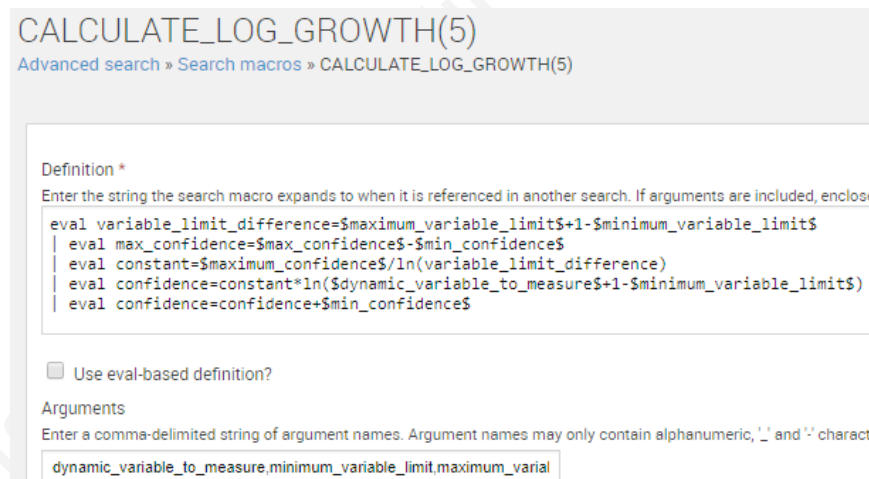 CALCULATE_LOG_GROWTH(5)
Advanced search » Search macros » CALCULATE_LOG_GROWTH(5)
Definition *
Enter the string the search macro expands to when it is referenced in another search. If arguments are included, enclose
eval variable_limit_difference=$maximum_variable_limit$+1-$minimum_variable_limit$
| eval max_confidence=$max_confidence$-$min_confidence$
| eval constant=$maximum_confidence$/ln(variable_limit_difference)
| eval confidence=constant*ln($dynamic_variable_to_measure$+1-$minimum_variable_limit$)
| eval confidence=confidence+$min_confidence$
Use eval-based definition?
Arguments
Enter a comma-delimited string of argument names. Argument names may only contain alphanumeric, '_' and '-' charact
dynamic_variable_to_measure,minimum_variable_limit,maximum_varial